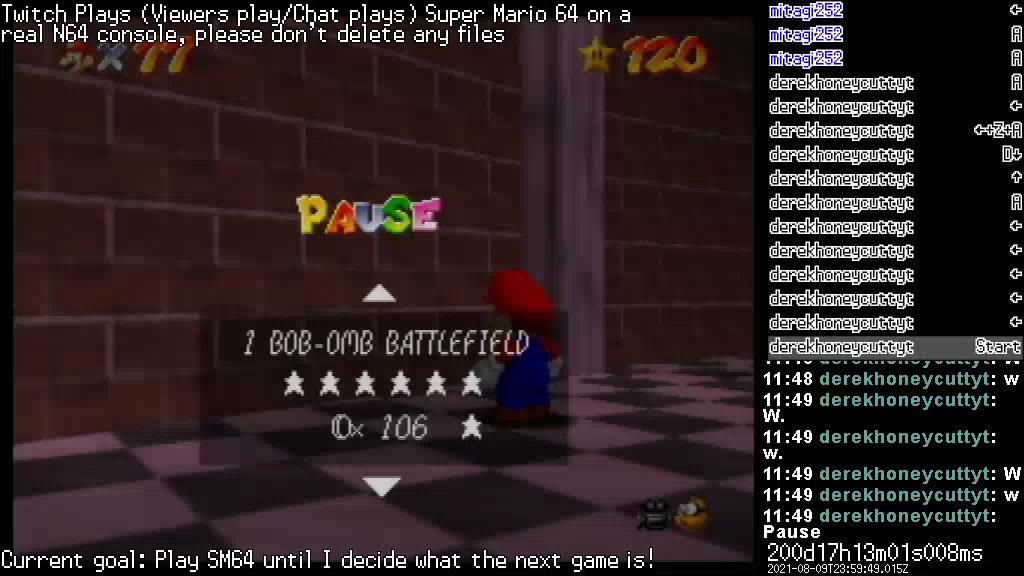 Twitch Plays (Viewers play/Chat plays) Super Mario 64 on a
real N64 console, please don't delete any files
120
PAUSE
1 BOB-OMB BATTLEFIELD
× 106
Current goal: Play SM64 until I decide what the next game is!
mitagi252 ←
mitagi252 A
mitagi252 A
derekhoneycuttyt A
derekhoneycuttyt ←
derekhoneycuttyt ←+Z+A
derekhoneycuttyt D↓
derekhoneycuttyt ↑
derekhoneycuttyt A
derekhoneycuttyt ←
derekhoneycuttyt ←
derekhoneycuttyt ←
derekhoneycuttyt ←
derekhoneycuttyt ←
derekhoneycuttyt Start
11:48 derekhoneycuttyt: w
11:49 derekhoneycuttyt:
W.
11:49 derekhoneycuttyt:
w.
11:49 derekhoneycuttyt: W
11:49 derekhoneycuttyt: w
11:49 derekhoneycuttyt:
Pause
200d17h13m01s008ms
2021-08-09T23:59:49.015Z